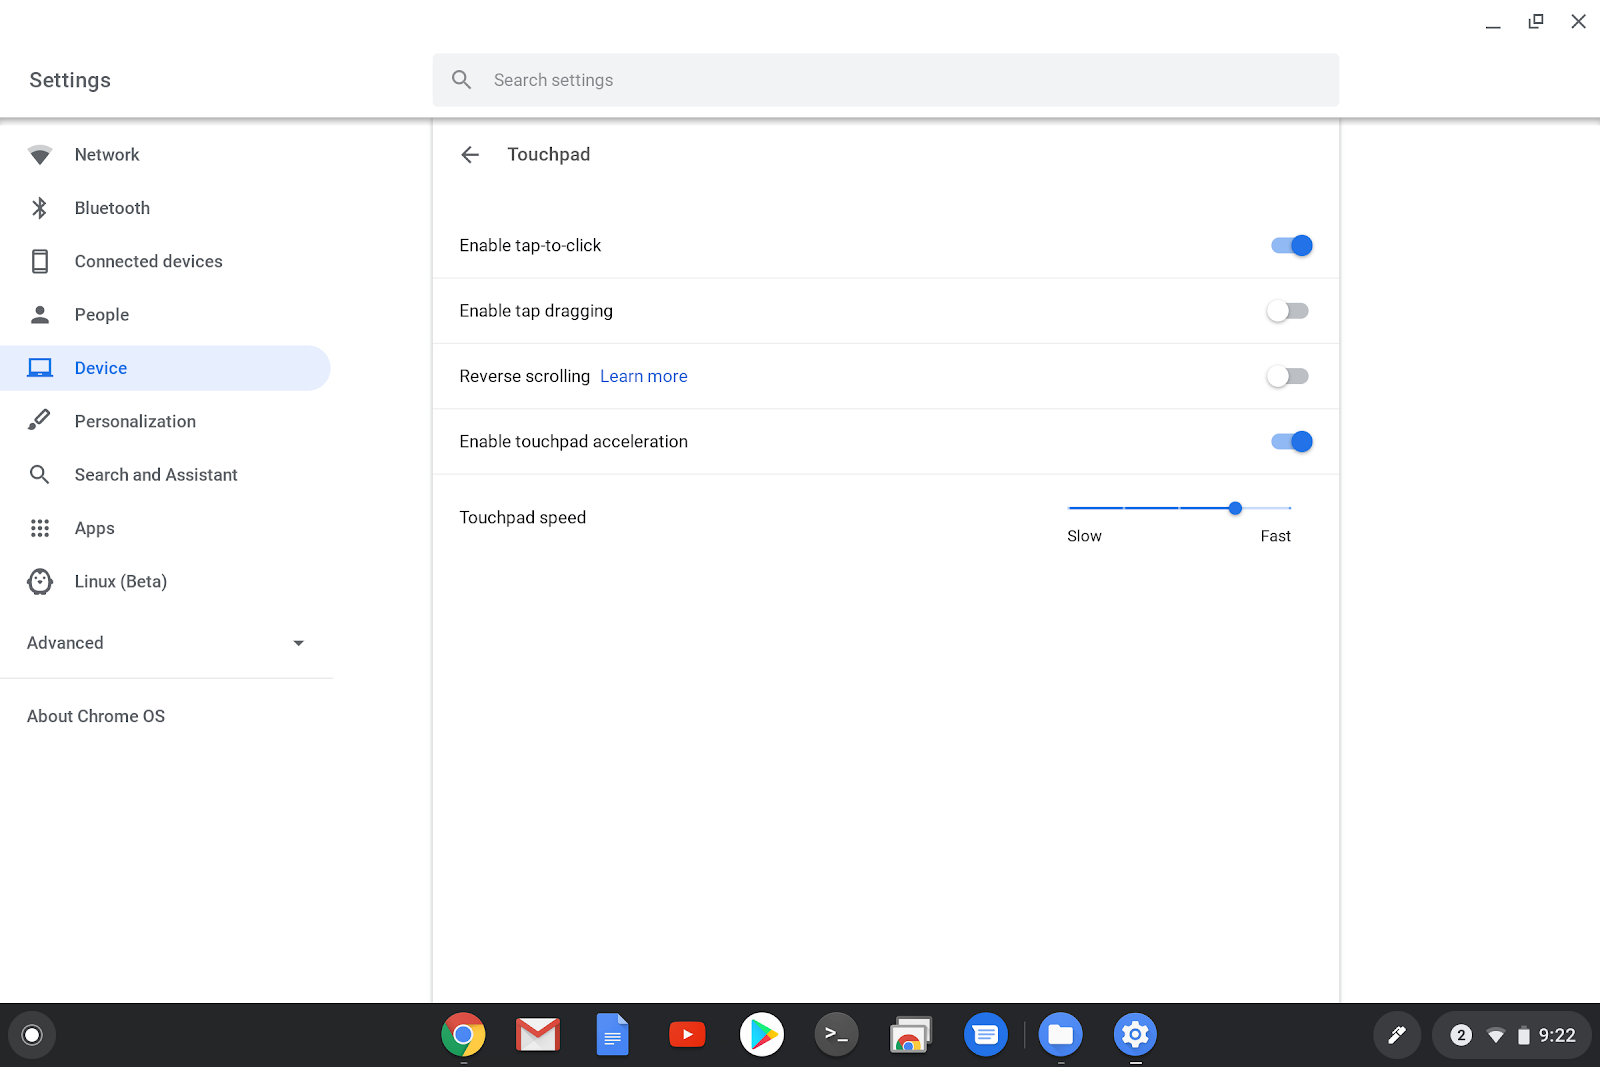 Settings
Search settings
Network
Bluetooth
Connected devices
People
Device
Personalization
Search and Assistant
Apps
Linux (Beta)
Advanced
About Chrome OS
Touchpad
Enable tap-to-click
Enable tap dragging
Reverse scrolling Learn more
Enable touchpad acceleration
Touchpad speed
Slow Fast
>_
2 9:22